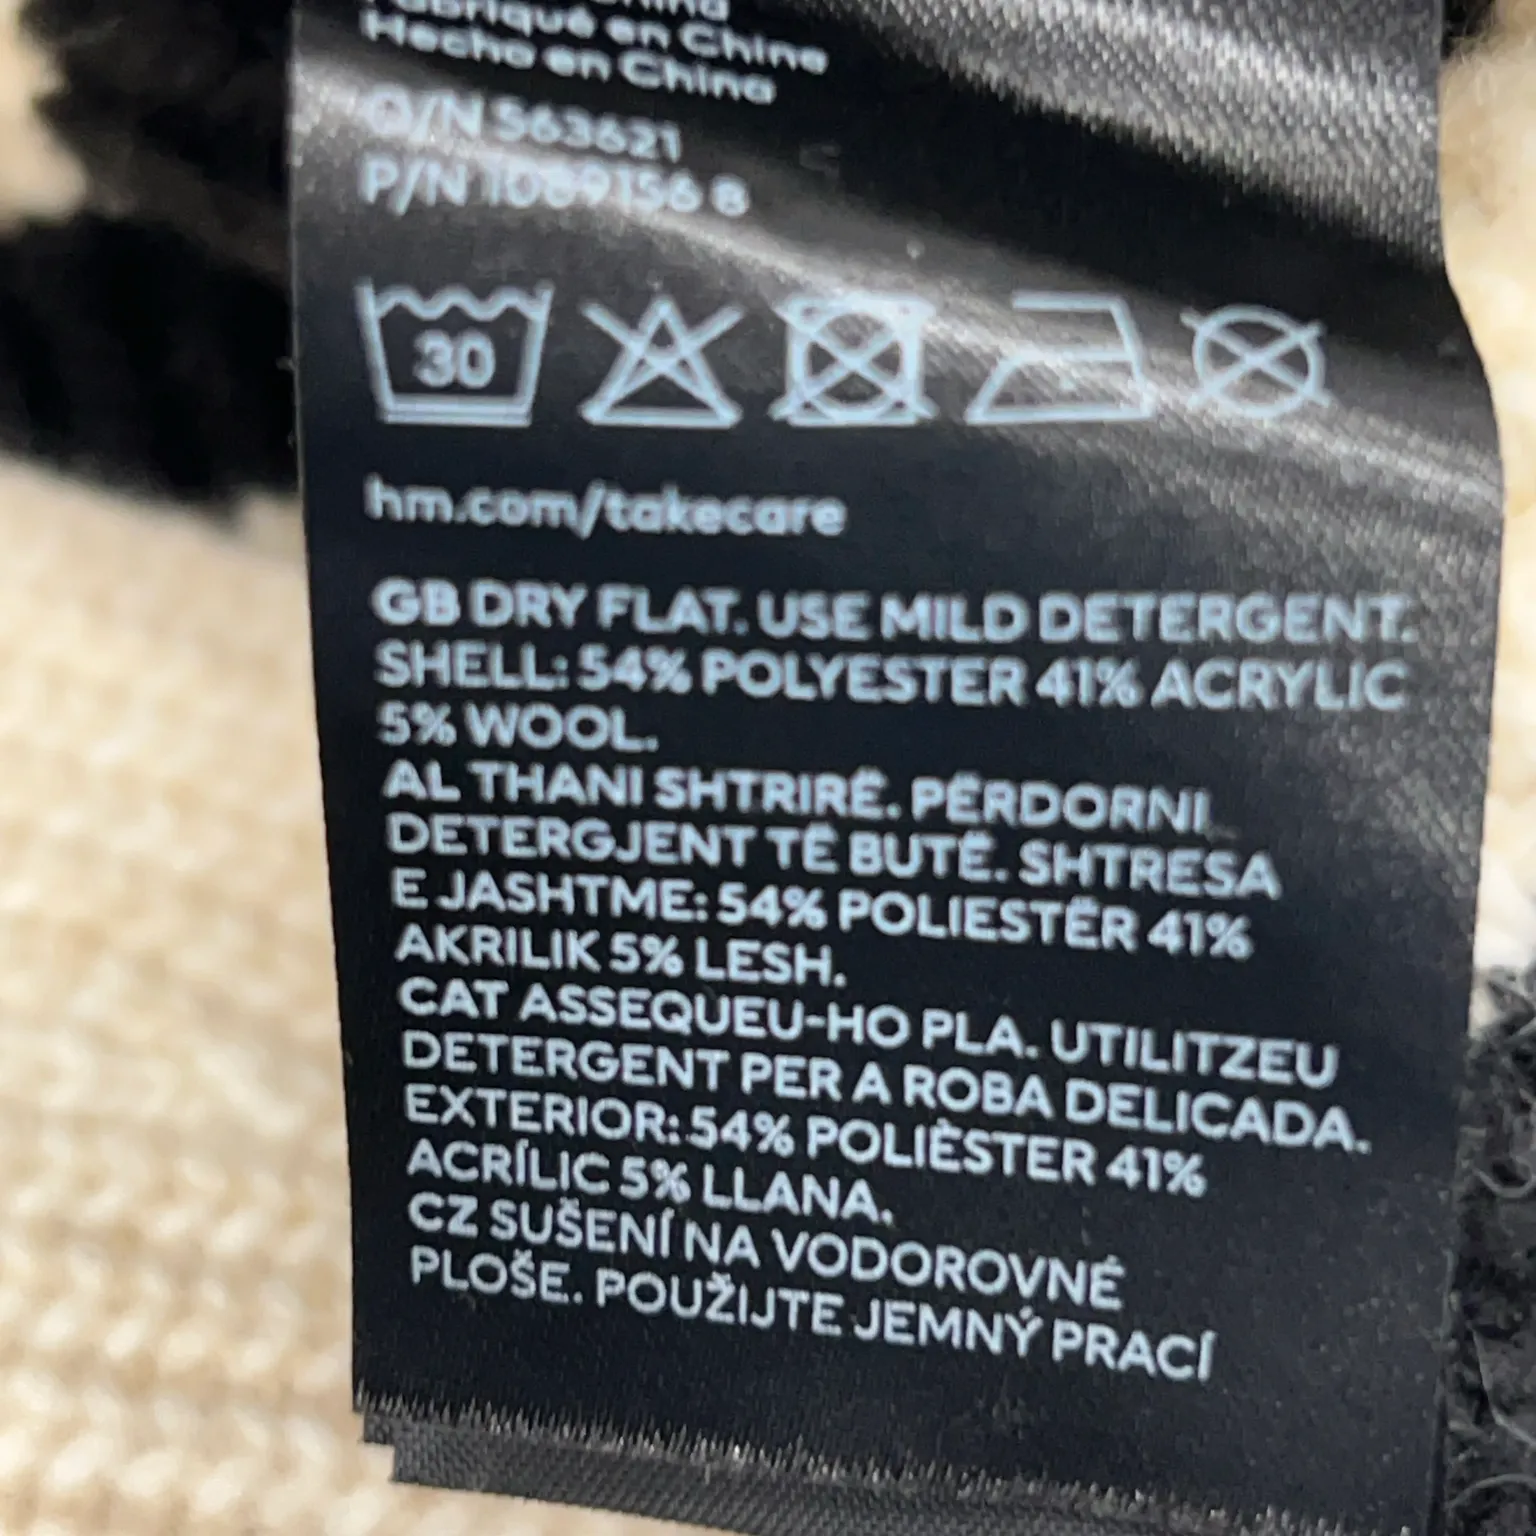 China
Fabriqué en Chine
Hecho en China
Q/N 563621
P/N 1089156 8
30
hm.com/takecare
GB DRY FLAT. USE MILD DETERGENT.
SHELL: 54% POLYESTER 41% ACRYLIC
5% WOOL.
AL THANI SHTRIRË. PËRDORNI
DETERGJENT TË BUTË. SHTRESA
E JASHTME: 54% POLIESTËR 41%
AKRILIK 5% LESH.
CAT ASSEQUEU-HO PLA. UTILITZEU
DETERGENT PER A ROBA DELICADA.
EXTERIOR: 54% POLIÈSTER 41%
ACRÍLIC 5% LLANA.
CZ SUŠENÍ NA VODOROVNÉ
PLOŠE. POUŽIJTE JEMNÝ PRACÍ